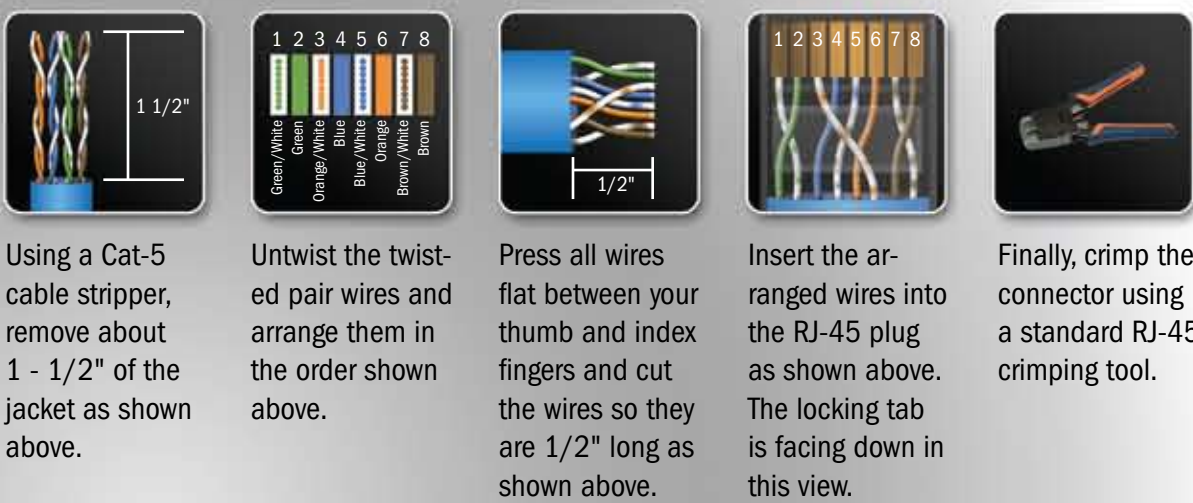 1 1/2"
Using a Cat-5
cable stripper,
remove about
1 - 1/2" of the
jacket as shown
above.
1 2 3 4 5 6 7 8
Green/White
Green
Orange/White
Blue
Blue/White
Orange
Brown/White
Brown
Untwist the twist-
ed pair wires and
arrange them in
the order shown
above.
1/2"
Press all wires
flat between your
thumb and index
fingers and cut
the wires so they
are 1/2" long as
shown above.
1 2 3 4 5 6 7 8
Insert the ar-
ranged wires into
the RJ-45 plug
as shown above.
The locking tab
is facing down in
this view.
Finally, crimp the
connector using
a standard RJ-45
crimping tool.